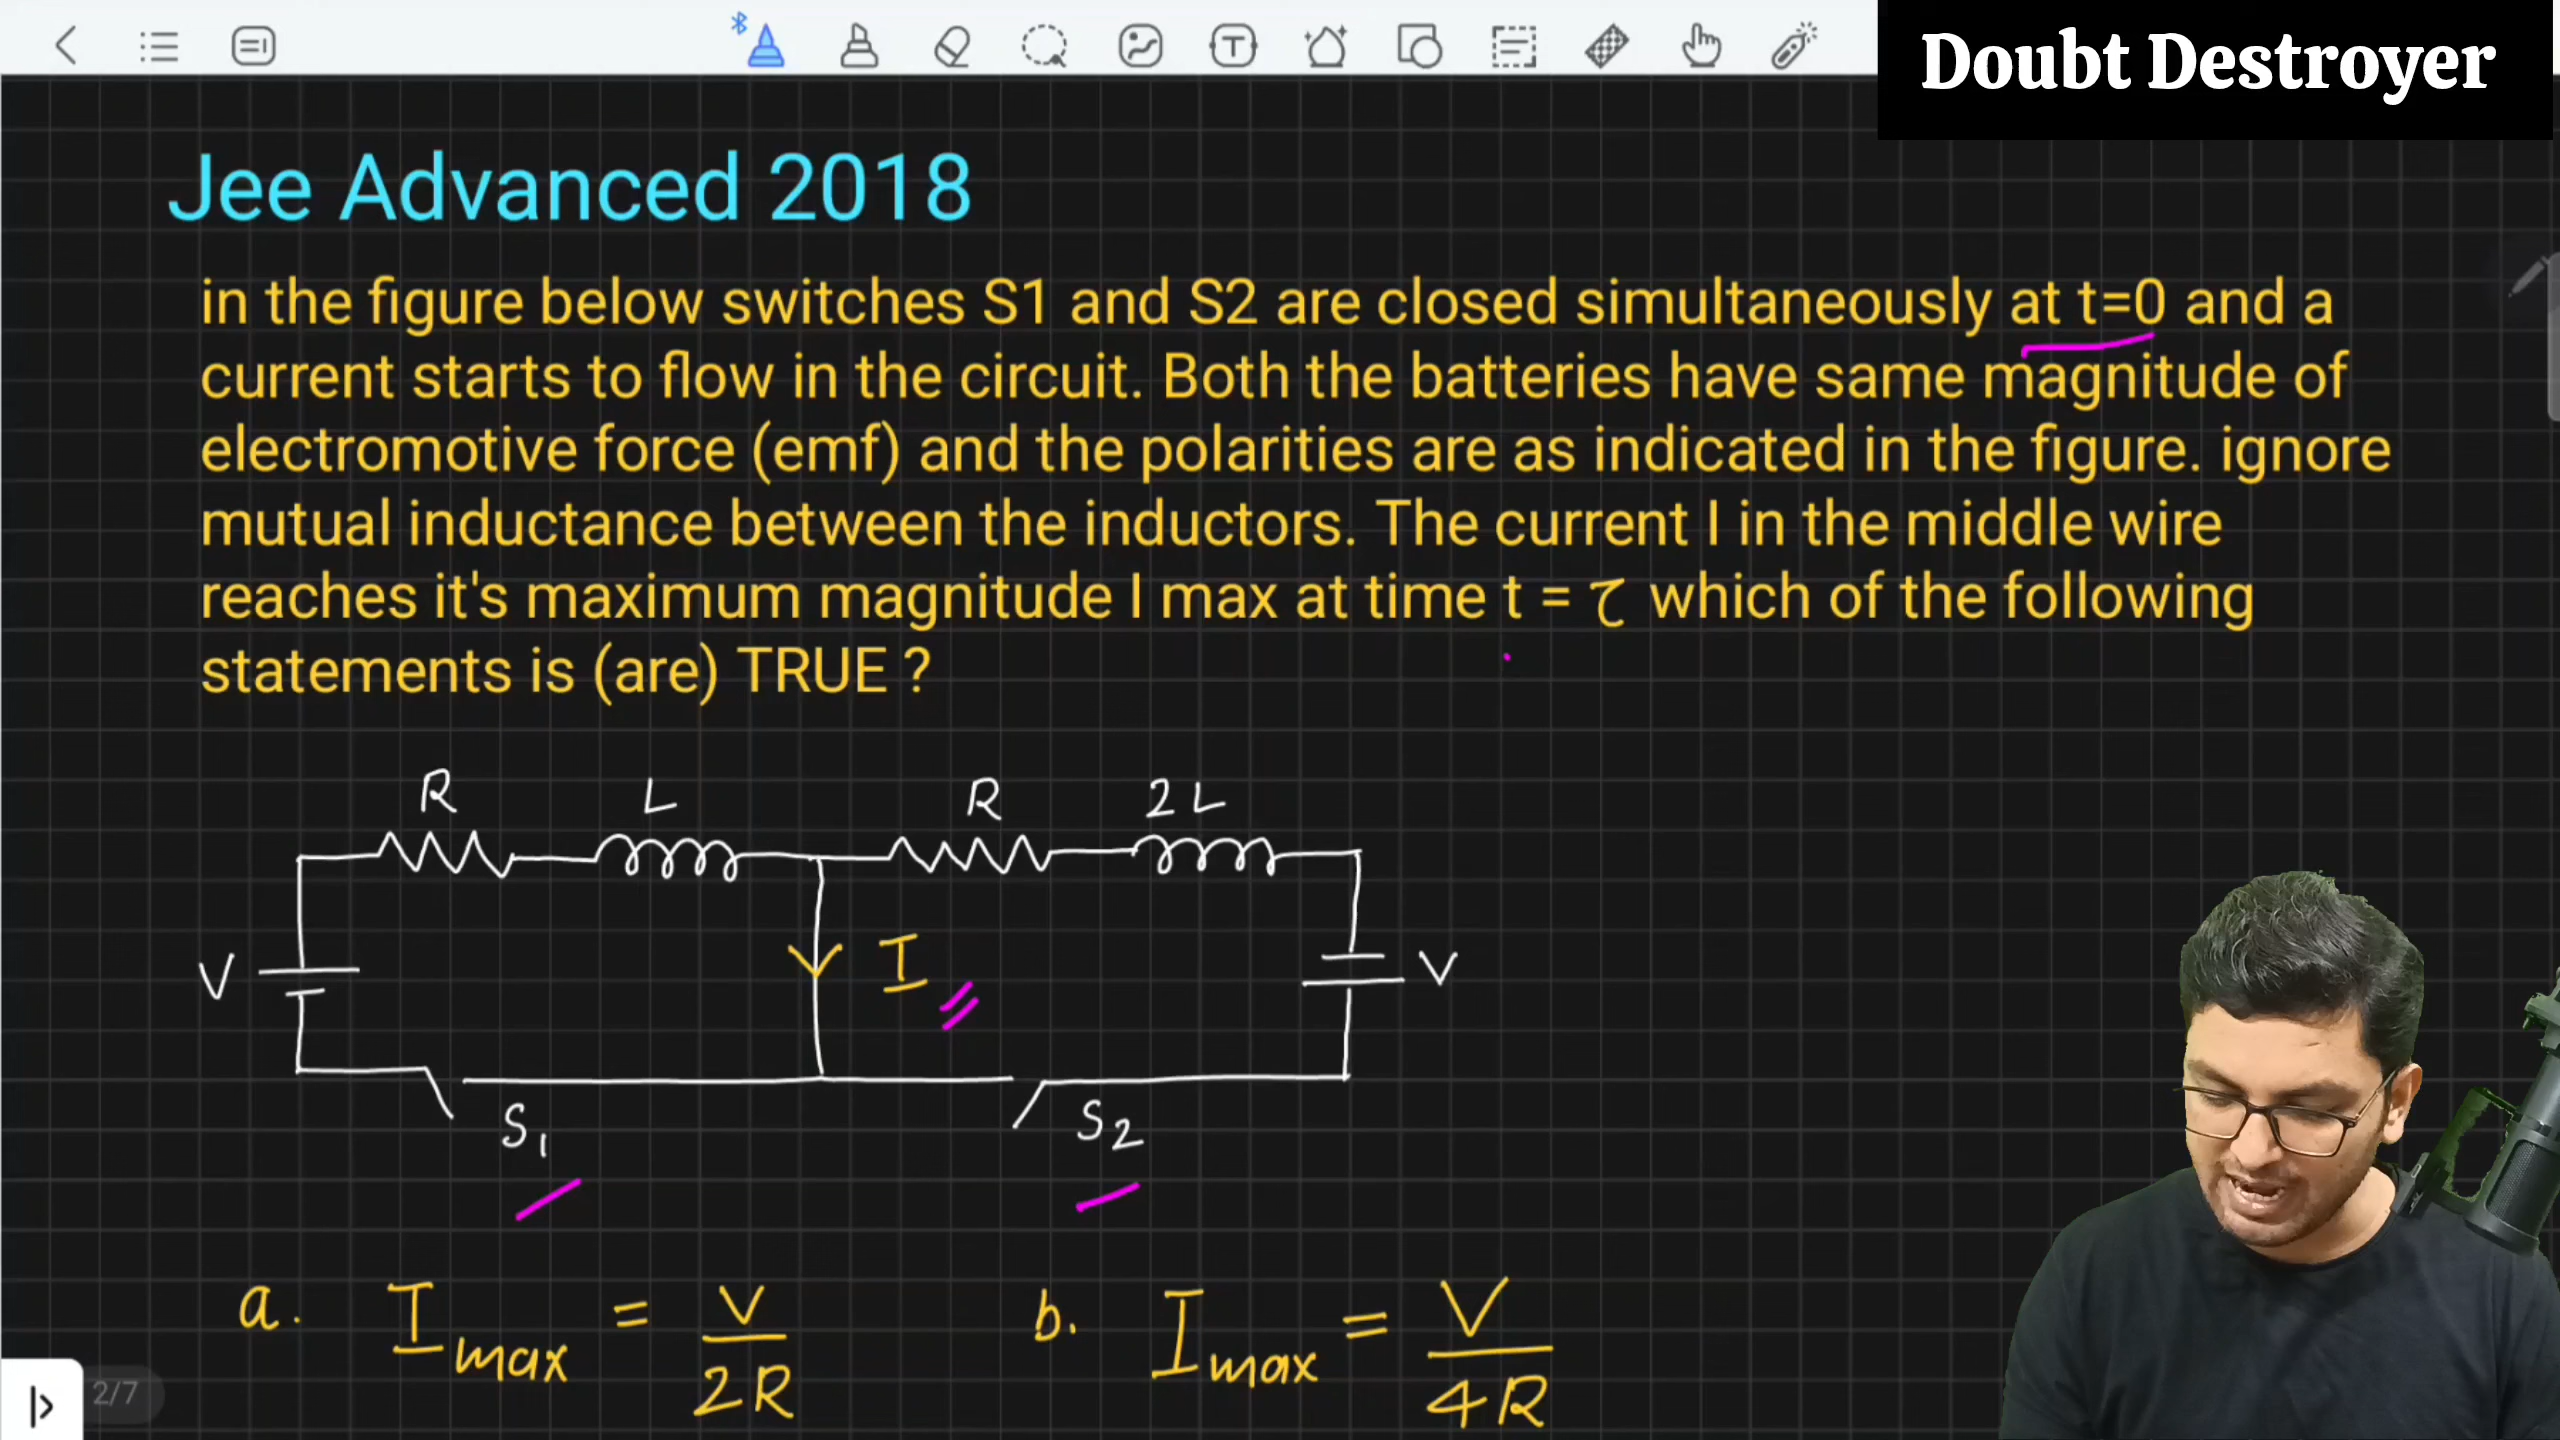 Doubt Destroyer
Jee Advanced 2018
in the figure below switches S1 and S2 are closed simultaneously at t=0 and a
current starts to flow in the circuit. Both the batteries have same magnitude of
electromotive force (emf) and the polarities are as indicated in the figure. ignore
mutual inductance between the inductors. The current I in the middle wire
reaches it's maximum magnitude I max at time t = τ which of the following
statements is (are) TRUE ?
R L R 2L
V I V
S1 S2
a. Imax = V/2R b. Imax = V/4R
2/7